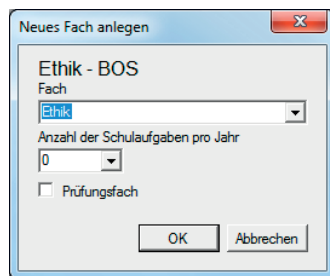 Neues Fach anlegen
Ethik - BOS
Fach
Ethik
Anzahl der Schulaufgaben pro Jahr
0
Prüfungsfach
OK Abbrechen